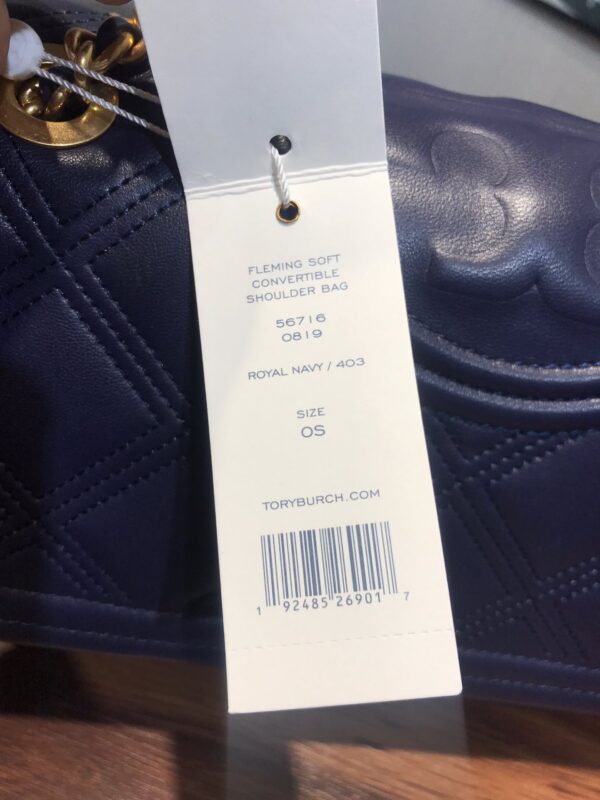 FLEMING SOFT
CONVERTIBLE
SHOULDER BAG
56716
0819
ROYAL NAVY / 403
SIZE
OS
TORYBURCH.COM
1 92485 26901 7